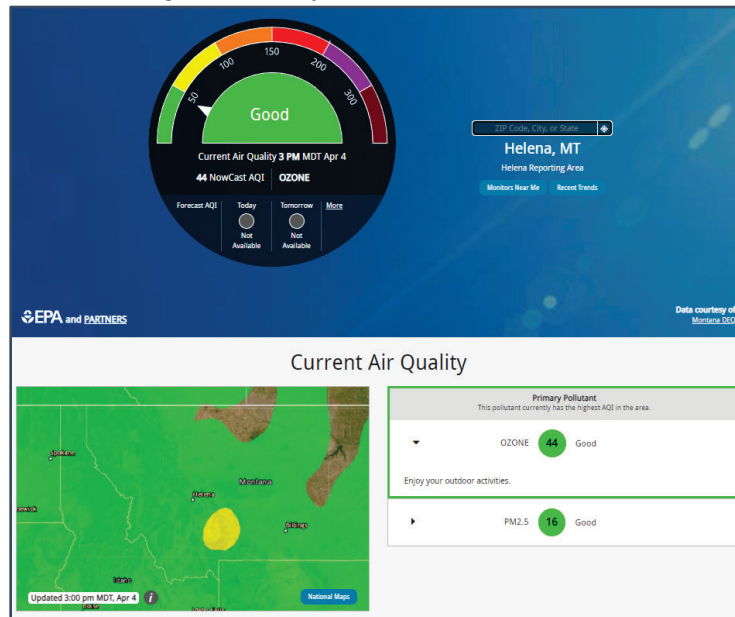 50
100
150
200
300
Good
Current Air Quality 3 PM MDT Apr 4
44 NowCast AQI OZONE
Forecast AQI Today Tomorrow More
Not Available Not Available
ZIP Code, City, or State
Helena, MT
Helena Reporting Area
Monitors Near Me Recent Trends
EPA and PARTNERS
Data courtesy of
Montana DEQ
Current Air Quality
Spokane
Helena
Montana
Billings
Idaho
Updated 3:00 pm MDT, Apr 4
National Maps
Primary Pollutant
This pollutant currently has the highest AQI in the area.
OZONE 44 Good
Enjoy your outdoor activities.
PM2.5 16 Good